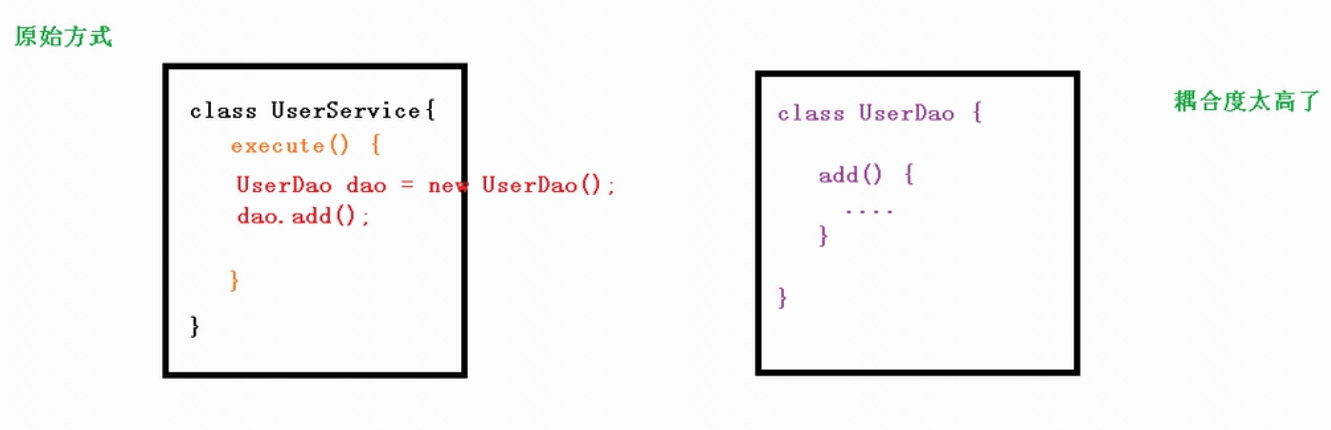 原始方式
class UserService{
execute() {
UserDao dao = new UserDao();
dao.add();
}
}
class UserDao {
add() {
....
}
}
耦合度太高了